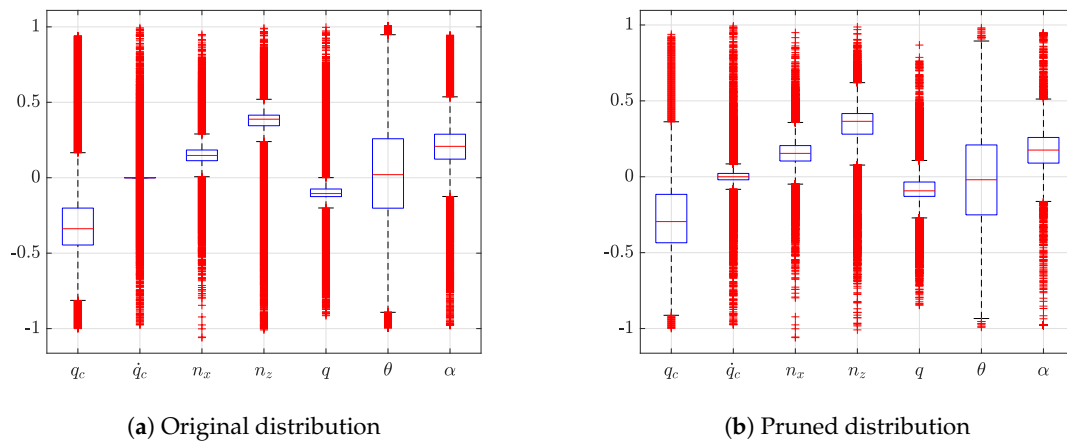 1
0.5
0
-0.5
-1
q_c q̇_c n_x n_z q θ α
(a) Original distribution
1
0.5
0
-0.5
-1
q_c q̇_c n_x n_z q θ α
(b) Pruned distribution